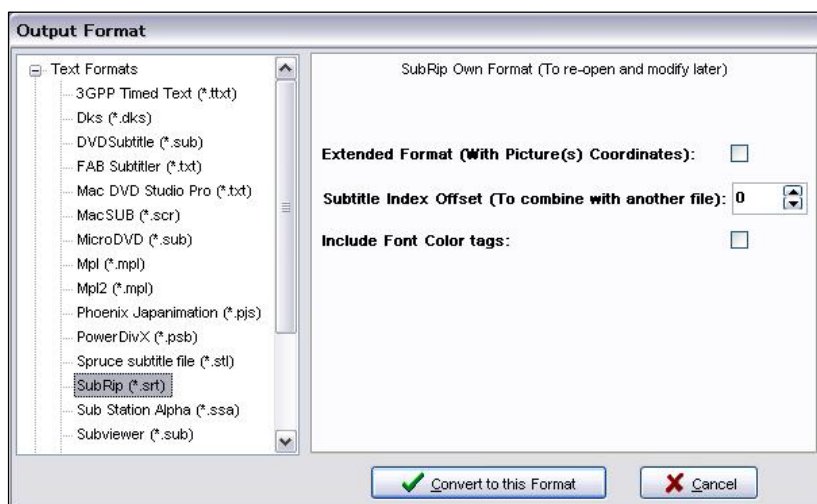 Output Format
Text Formats
3GPP Timed Text (*.ttxt)
Dks (*.dks)
DVDSubtitle (*.sub)
FAB Subtitler (*.txt)
Mac DVD Studio Pro (*.txt)
MacSUB (*.scr)
MicroDVD (*.sub)
Mpl (*.mpl)
Mpl2 (*.mpl)
Phoenix Japanimation (*.pjs)
PowerDivX (*.psb)
Spruce subtitle file (*.stl)
SubRip (*.srt)
Sub Station Alpha (*.ssa)
Subviewer (*.sub)
SubRip Own Format (To re-open and modify later)
Extended Format (With Picture(s) Coordinates):
Subtitle Index Offset (To combine with another file): 0
Include Font Color tags:
Convert to this Format
Cancel